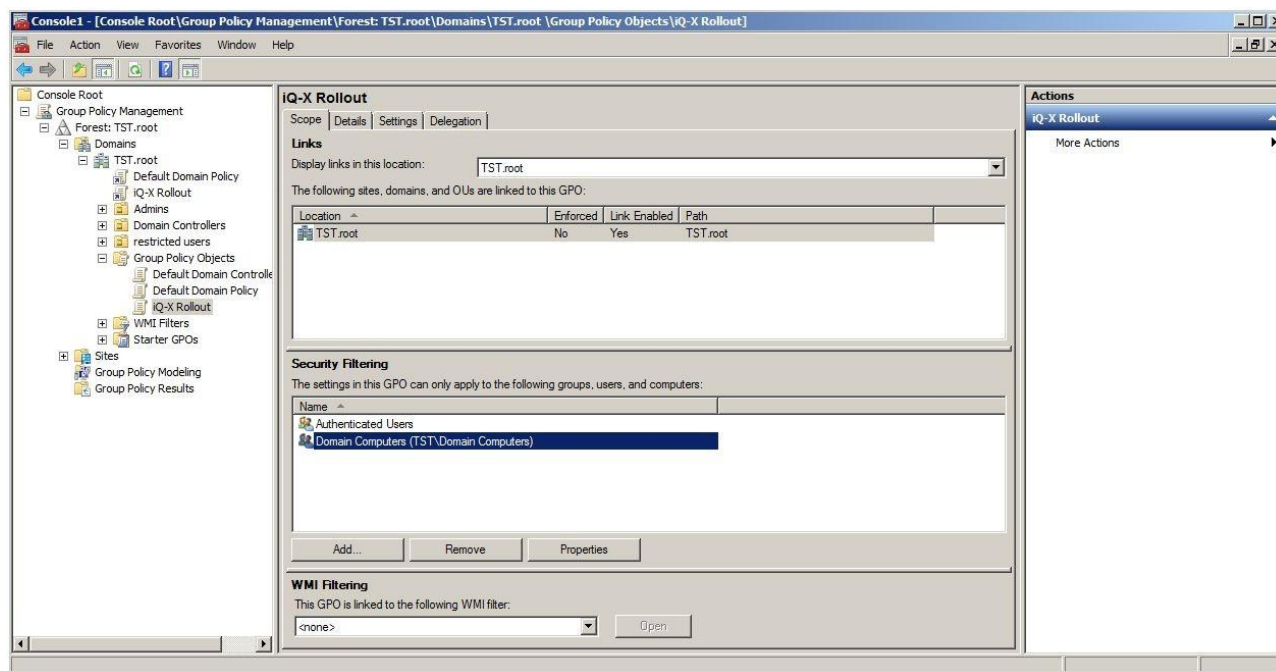 Console1 - [Console Root\Group Policy Management\Forest: TST.root\Domains\TST.root \Group Policy Objects\iQ-X Rollout]
File Action View Favorites Window Help
Console Root
Group Policy Management
Forest: TST.root
Domains
TST.root
Default Domain Policy
iQ-X Rollout
Admins
Domain Controllers
restricted users
Group Policy Objects
Default Domain Controlle
Default Domain Policy
iQ-X Rollout
WMI Filters
Starter GPOs
Sites
Group Policy Modeling
Group Policy Results
iQ-X Rollout
Scope Details Settings Delegation
Links
Display links in this location: TST.root
The following sites, domains, and OUs are linked to this GPO:
Location Enforced Link Enabled Path
TST.root No Yes TST.root
Security Filtering
The settings in this GPO can only apply to the following groups, users, and computers:
Name
Authenticated Users
Domain Computers (TST\Domain Computers)
Add... Remove Properties
WMI Filtering
This GPO is linked to the following WMI filter:
<none> Open
Actions
iQ-X Rollout
More Actions